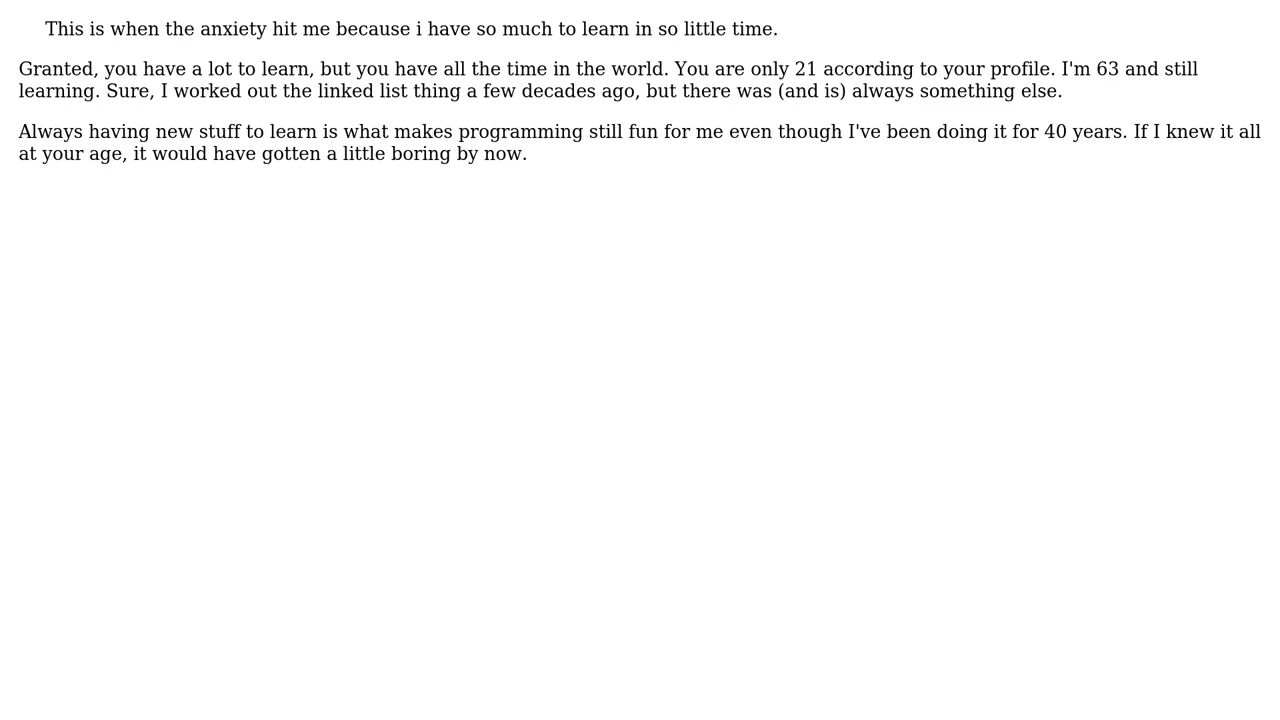 This is when the anxiety hit me because i have so much to learn in so little time.
Granted, you have a lot to learn, but you have all the time in the world. You are only 21 according to your profile. I'm 63 and still
learning. Sure, I worked out the linked list thing a few decades ago, but there was (and is) always something else.
Always having new stuff to learn is what makes programming still fun for me even though I've been doing it for 40 years. If I knew it all
at your age, it would have gotten a little boring by now.